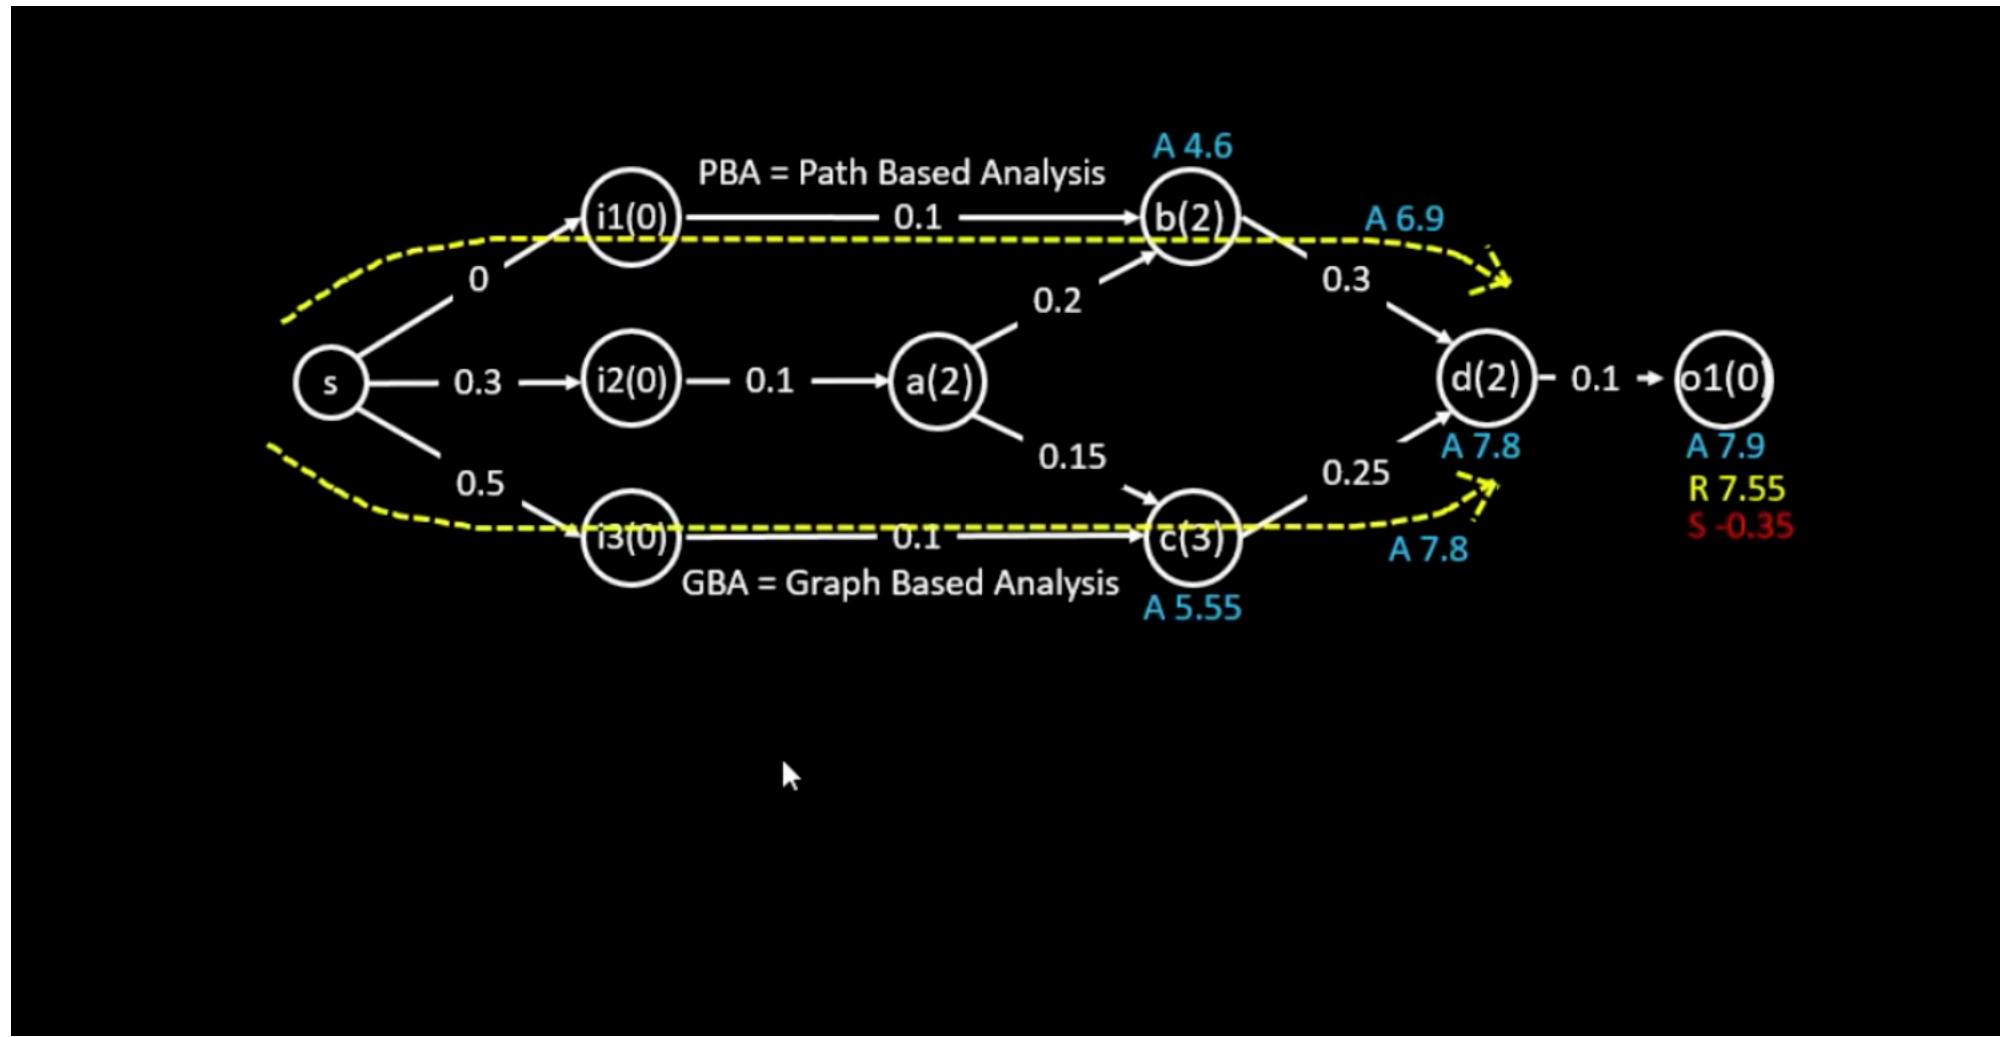 A 4.6
PBA = Path Based Analysis
i1(0)
0.1
b(2)
A 6.9
0
0.2
0.3
s
0.3
i2(0)
0.1
a(2)
d(2)
0.1
o1(0)
0.15
A 7.8
A 7.9
0.5
0.25
R 7.55
S -0.35
i3(0)
0.1
c(3)
A 7.8
GBA = Graph Based Analysis
A 5.55